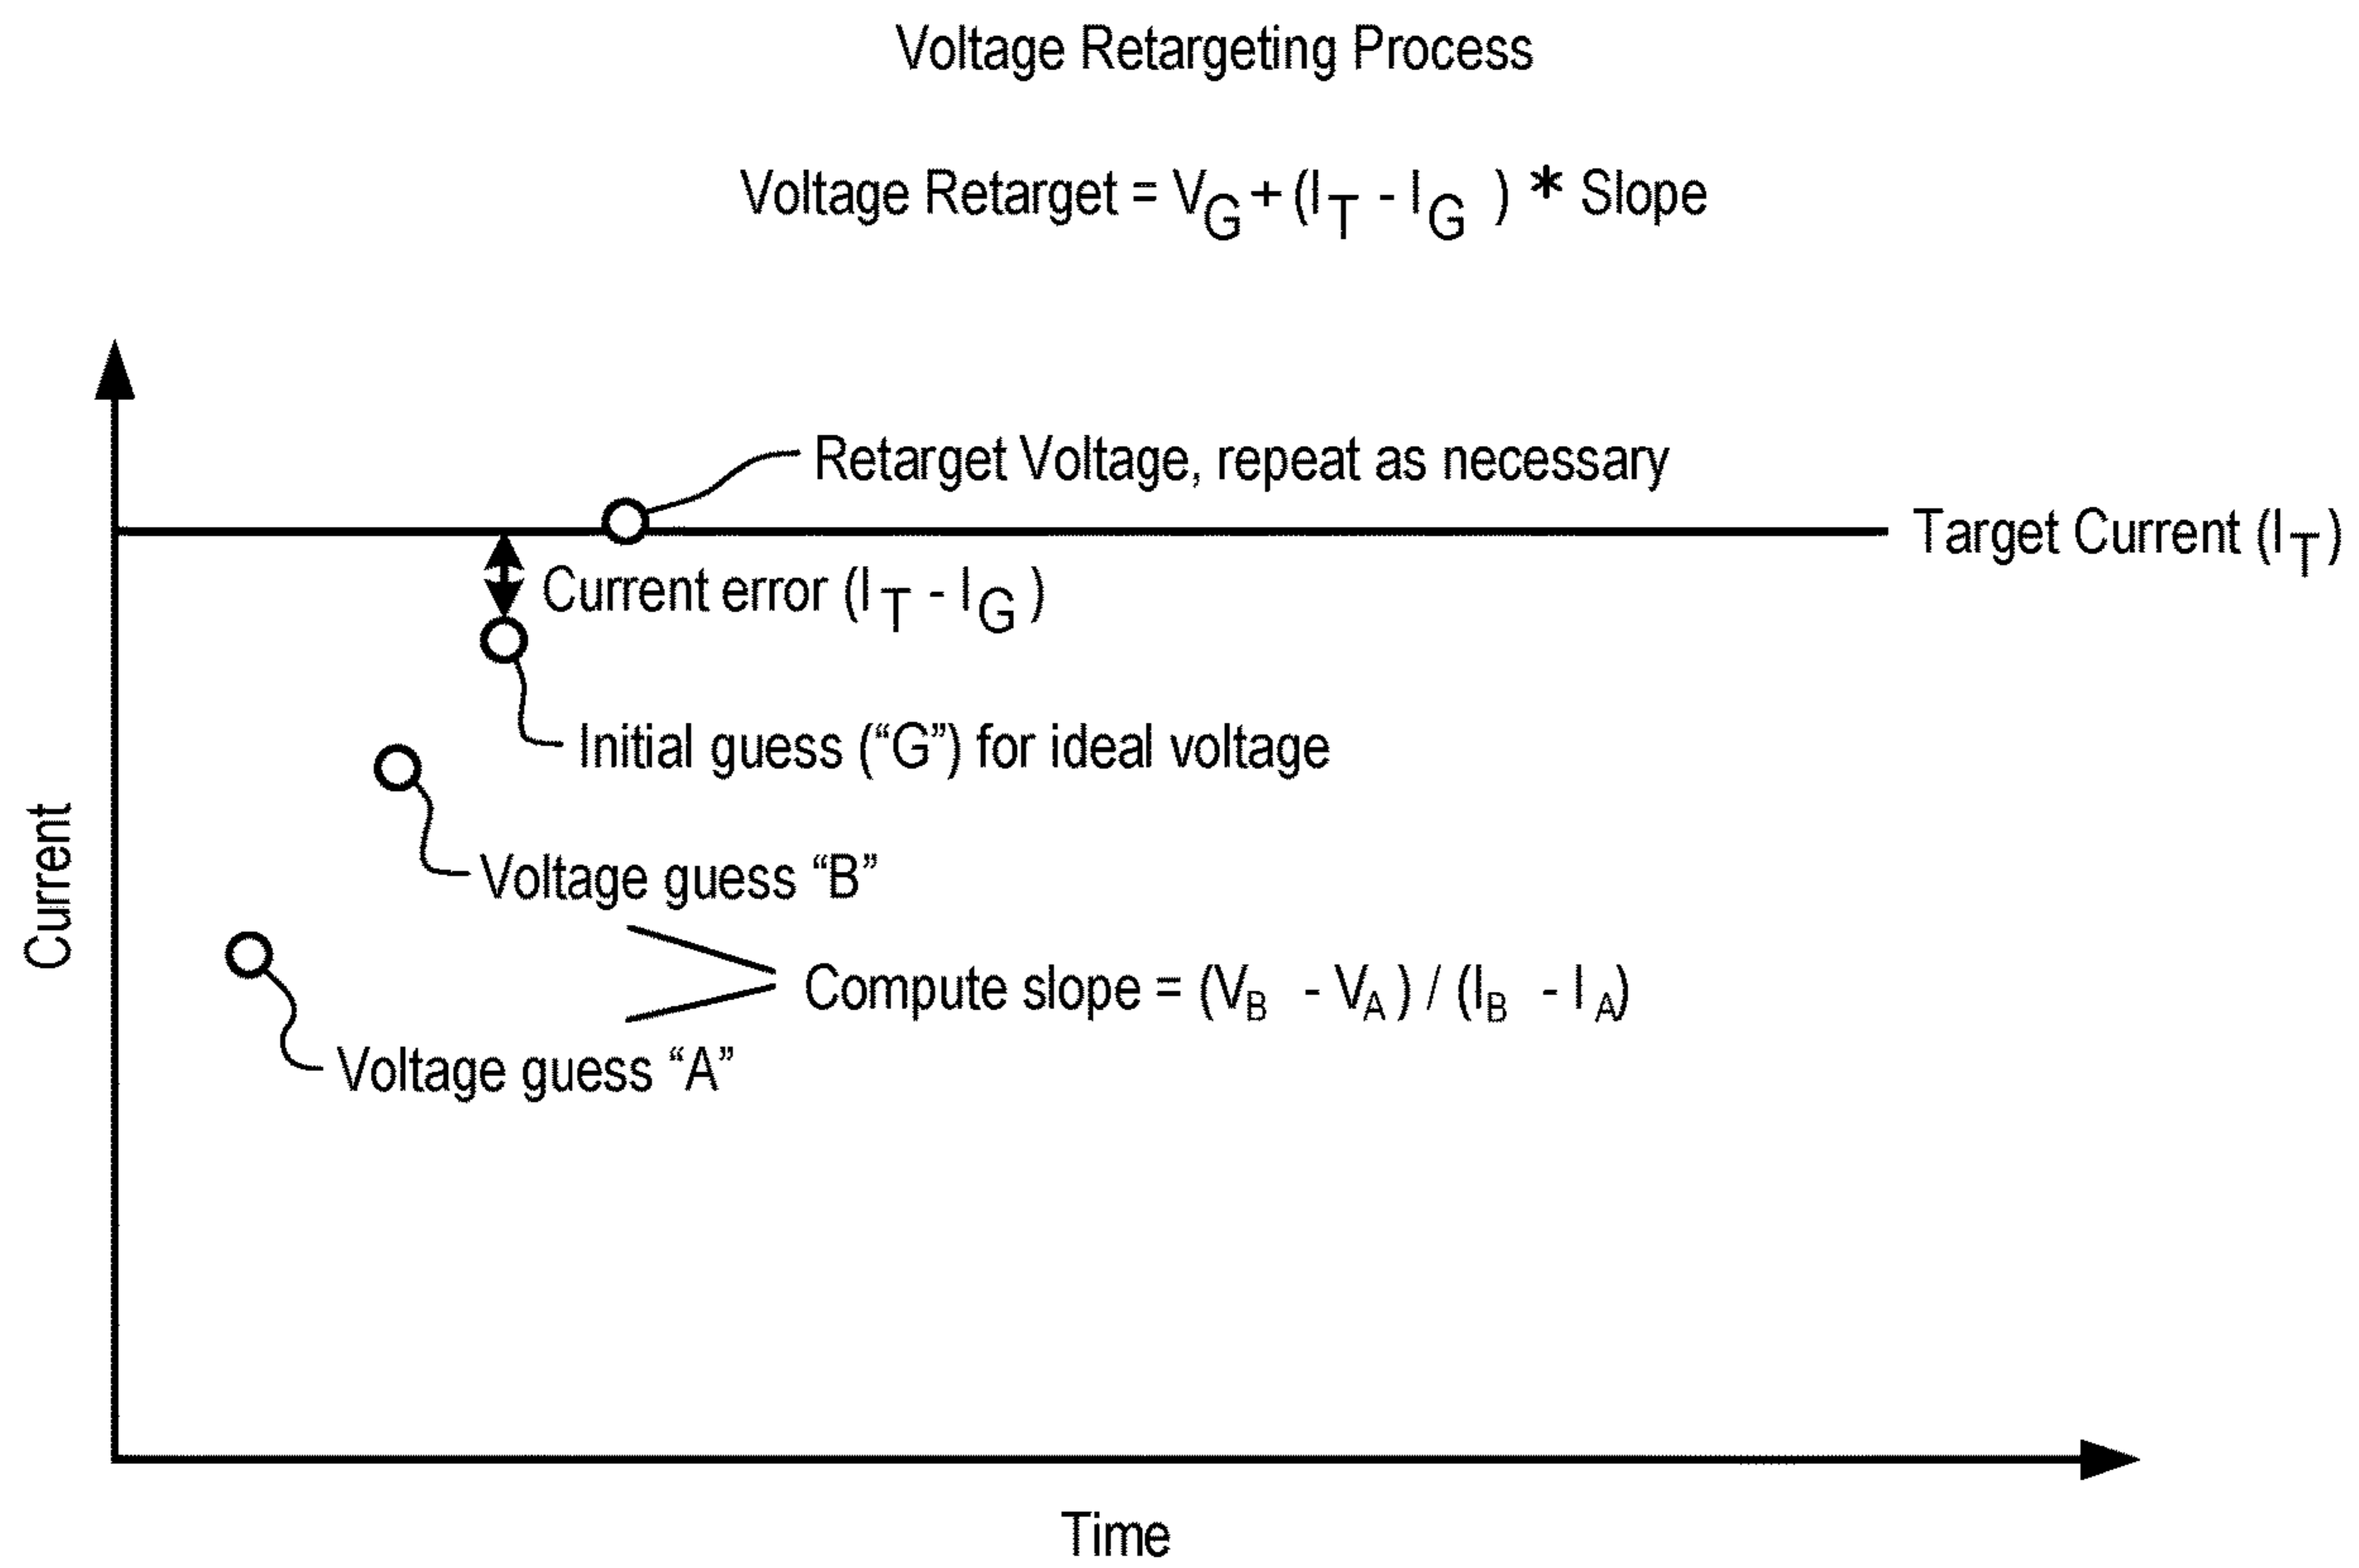 Voltage Retargeting Process
Voltage Retarget = VG + (IT - IG ) * Slope
Retarget Voltage, repeat as necessary
Target Current (IT)
Current error (IT - IG )
Initial guess (“G”) for ideal voltage
Voltage guess “B”
Compute slope = (VB - VA) / (IB - IA)
Voltage guess “A”
Current
Time